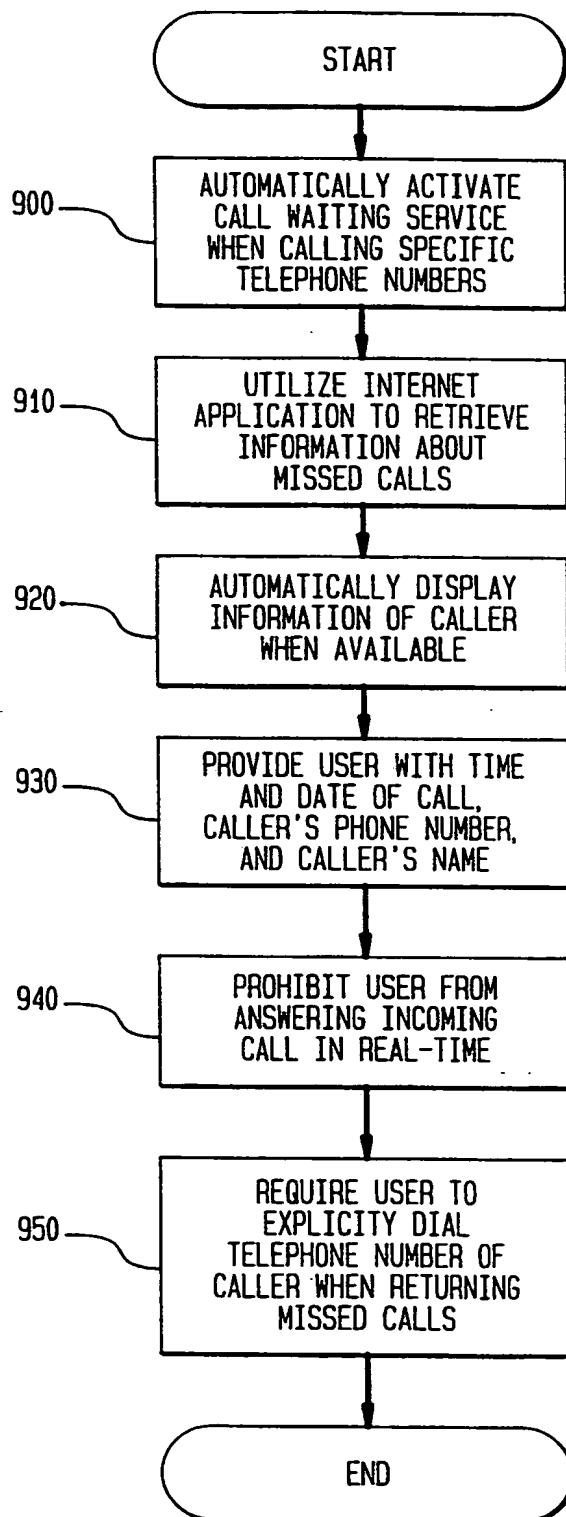 START
900
AUTOMATICALLY ACTIVATE
CALL WAITING SERVICE
WHEN CALLING SPECIFIC
TELEPHONE NUMBERS
910
UTILIZE INTERNET
APPLICATION TO RETRIEVE
INFORMATION ABOUT
MISSED CALLS
920
AUTOMATICALLY DISPLAY
INFORMATION OF CALLER
WHEN AVAILABLE
930
PROVIDE USER WITH TIME
AND DATE OF CALL,
CALLER'S PHONE NUMBER,
AND CALLER'S NAME
940
PROHIBIT USER FROM
ANSWERING INCOMING
CALL IN REAL-TIME
950
REQUIRE USER TO
EXPLICITY DIAL
TELEPHONE NUMBER OF
CALLER WHEN RETURNING
MISSED CALLS
END